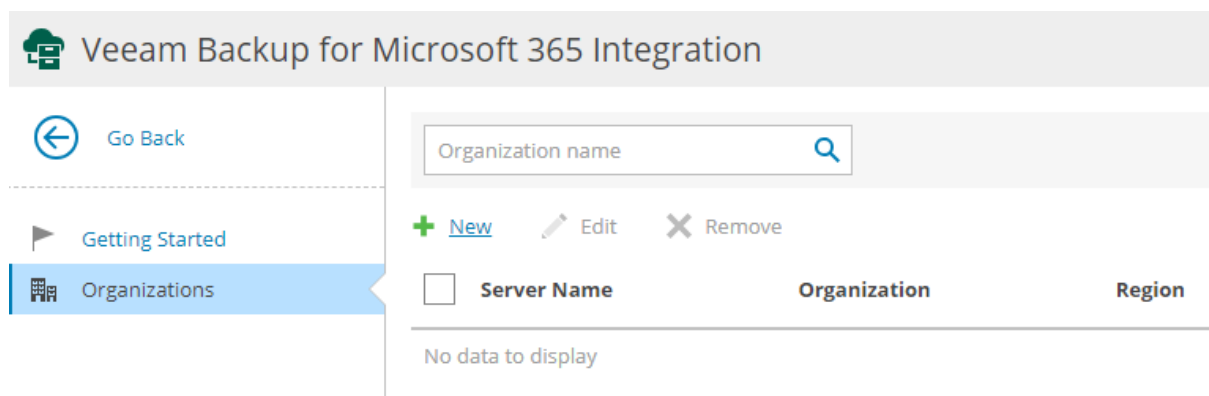 Veeam Backup for Microsoft 365 Integration
Go Back
Getting Started
Organizations
Organization name
New Edit Remove
Server Name Organization Region
No data to display